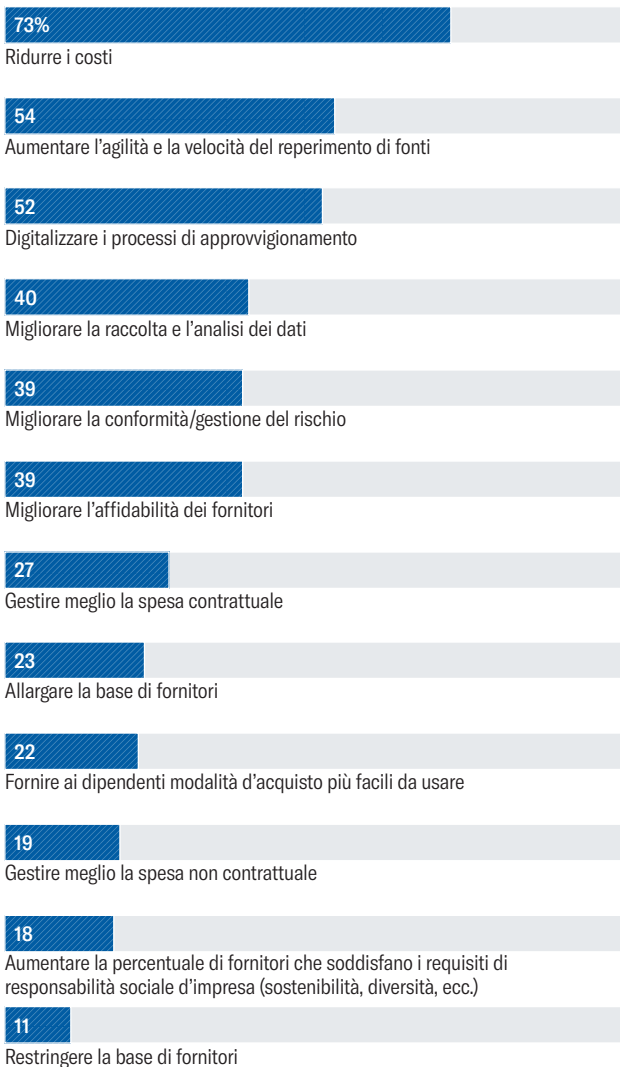 73%
Ridurre i costi
54
Aumentare l’agilità e la velocità del reperimento di fonti
52
Digitalizzare i processi di approvvigionamento
40
Migliorare la raccolta e l’analisi dei dati
39
Migliorare la conformità/gestione del rischio
39
Migliorare l’affidabilità dei fornitori
27
Gestire meglio la spesa contrattuale
23
Allargare la base di fornitori
22
Fornire ai dipendenti modalità d’acquisto più facili da usare
19
Gestire meglio la spesa non contrattuale
18
Aumentare la percentuale di fornitori che soddisfano i requisiti di
responsabilità sociale d’impresa (sostenibilità, diversità, ecc.)
11
Restringere la base di fornitori